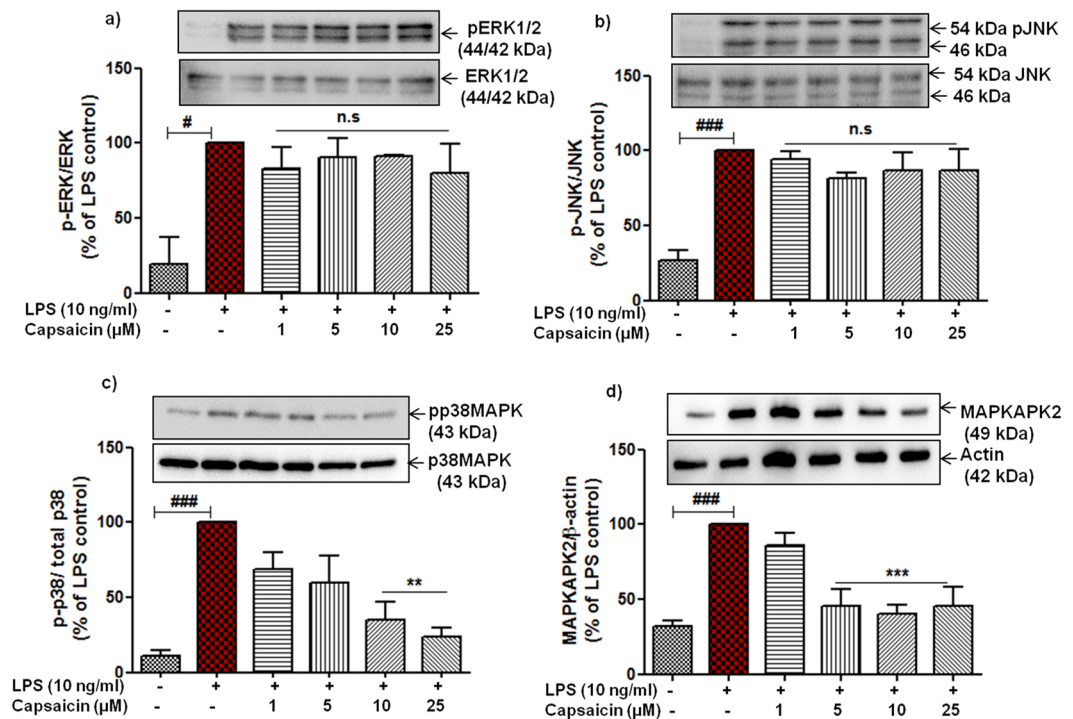 a)
pERK1/2
(44/42 kDa)
ERK1/2
(44/42 kDa)
p-ERK/ERK
(% of LPS control)
150
100
50
0
#
n.s
LPS (10 ng/ml) - + + + + +
Capsaicin (µM) - - 1 5 10 25
b)
54 kDa pJNK
46 kDa
54 kDa JNK
46 kDa
p-JNK/JNK
(% of LPS control)
150
100
50
0
###
n.s
LPS (10 ng/ml) - + + + + +
Capsaicin (µM) - - 1 5 10 25
c)
pp38MAPK
(43 kDa)
p38MAPK
(43 kDa)
p-p38/ total p38
(% of LPS control)
150
100
50
0
###
**
LPS (10 ng/ml) - + + + + +
Capsaicin (µM) - - 1 5 10 25
d)
MAPKAPK2
(49 kDa)
Actin
(42 kDa)
MAPKAPK2/β-actin
(% of LPS control)
150
100
50
0
###
***
LPS (10 ng/ml) - + + + + +
Capsaicin (µM) - - 1 5 10 25